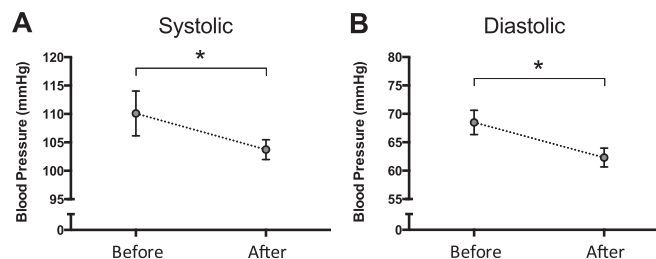 A
Systolic
Blood Pressure (mmHg)
120
115
110
105
100
95
0
*
Before
After
B
Diastolic
Blood Pressure (mmHg)
80
75
70
65
60
55
0
*
Before
After